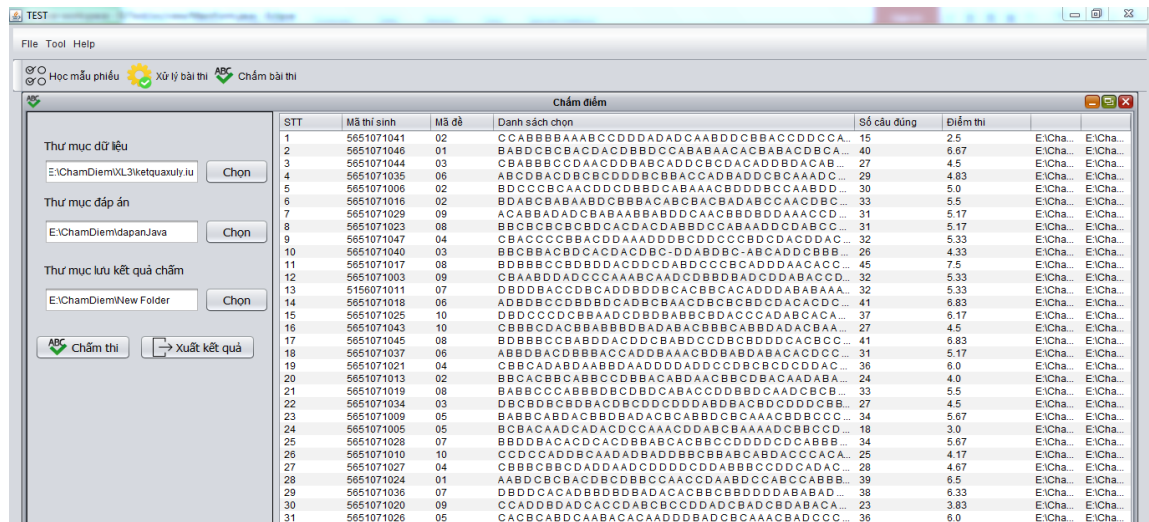 TEST
File Tool Help
Học mẫu phiếu Xử lý bài thi ABC Chấm bài thi
ABC Chấm điểm
Thư mục dữ liệu
E:\ChamDiem\XL3\ketquaxuly.iu Chọn
Thư mục đáp án
E:\ChamDiem\dapanJava Chọn
Thư mục lưu kết quả chấm
E:\ChamDiem\New Folder Chọn
ABC Chấm thi Xuất kết quả
STT Mã thí sinh Mã đề Danh sách chọn Số câu đúng Điểm thi
1 5651071041 02 CCABBBBAAABCCDDDADADCAABDDCBBACCDDCCA... 15 2.5 E:\Cha... E:\Cha...
2 5651071046 01 BABDCBCBACDACDBBDCCABABAACACBABACDBCA... 40 6.67 E:\Cha... E:\Cha...
3 5651071044 03 CBABBBCCDAACDDBABCADDCBCDACADDBDACAB... 27 4.5 E:\Cha... E:\Cha...
4 5651071035 06 ABCDBACDBCBCDDDBCBBACCADBADDCBCAAADC... 29 4.83 E:\Cha... E:\Cha...
5 5651071006 02 BDCCCBCAACDDCDBBDCABAAACBDDDDBCCAABDD... 30 5.0 E:\Cha... E:\Cha...
6 5651071016 02 BDABCBABAABDCBBBACABCBACBADABCCAACDBC... 33 5.5 E:\Cha... E:\Cha...
7 5651071029 09 ACABBADADCBABAABBABDDCAACBBDBDDAAACCD... 31 5.17 E:\Cha... E:\Cha...
8 5651071023 08 BBCBCBCBCBDCACDACDABBDCCABAADDCDABCC... 31 5.17 E:\Cha... E:\Cha...
9 5651071047 04 CBACCCCBBACDDAAADDDBCDDCCCBDCDACDDAC... 32 5.33 E:\Cha... E:\Cha...
10 5651071040 03 BBCBBACBDCACDACDBC-DDABDBC-ABCADDCBBB... 26 4.33 E:\Cha... E:\Cha...
11 5651071017 08 BDBBBCCBDBDDACDDCDABDCCCBCADDDAACACC... 45 7.5 E:\Cha... E:\Cha...
12 5651071003 09 CBAABDDADCCCAAABCAADCDBBDBADCDDABACCD... 32 5.33 E:\Cha... E:\Cha...
13 5156071011 07 DBDDBACCDBCADDBDDBCACBBCACADDDABABAAA... 32 5.33 E:\Cha... E:\Cha...
14 5651071018 06 ADBDBCCDBDBDCADBCBAACDBCBCBDCDACACDC... 41 6.83 E:\Cha... E:\Cha...
15 5651071025 10 DBDCCCDCBBAADCDBDBABBCBDACCCADABCACA... 37 6.17 E:\Cha... E:\Cha...
16 5651071043 10 CBBBCDACBBABBBDBADABACBBBCABBDADACBAA... 27 4.5 E:\Cha... E:\Cha...
17 5651071045 08 BDBBBCCBABBDDACDDCBABDCCDBCBDDDCACBCC... 41 6.83 E:\Cha... E:\Cha...
18 5651071037 06 ABBDBACDBBBACCADDBAAACBDBABDABACACDCC... 31 5.17 E:\Cha... E:\Cha...
19 5651071021 04 CBBCADABDAABBDAADDDDADDCCDBCBCDCDDAC... 36 6.0 E:\Cha... E:\Cha...
20 5651071013 02 BBCACBBCABBCCDBBACABDAACBBCDBACAADABA... 24 4.0 E:\Cha... E:\Cha...
21 5651071019 08 BABBCCCABBBDBCDBDCABACCDDBBDCAADCBCB... 33 5.5 E:\Cha... E:\Cha...
22 5651071034 03 DBCBDBCBDBACDBCDDCDDDABDBACBDCDDDCBB... 27 4.5 E:\Cha... E:\Cha...
23 5651071009 05 BABBCABDACBBDBADACBCABBDCBCAAACBDBCCC... 34 5.67 E:\Cha... E:\Cha...
24 5651071005 05 BCBACAADCADACDCCAAACDDABCBAAAADCBBCCD... 18 3.0 E:\Cha... E:\Cha...
25 5651071028 07 BBDDBACACDCACDBBABCACBBCCDDDDCDCABBB... 34 5.67 E:\Cha... E:\Cha...
26 5651071010 10 CCDCCADDBCAADADBADDBBCBBABCABDACCCACA... 25 4.17 E:\Cha... E:\Cha...
27 5651071027 04 CBBBCBBCDADDAADCDDDDCDDABBBCCDDCADAC... 28 4.67 E:\Cha... E:\Cha...
28 5651071024 01 AABDCBCBACDBCDBBCCAACCDAABDCCABCCABBB... 39 6.5 E:\Cha... E:\Cha...
29 5651071036 07 DBDDCACADBBDBDBADACACBBCBBDDDDABABAD... 38 6.33 E:\Cha... E:\Cha...
30 5651071020 09 CCADDBDADCACCDABCBCCDDADCBADCBDABACA... 23 3.83 E:\Cha... E:\Cha...
31 5651071026 05 CACBCABDCAABACACAADDDBADCBCAAACBADCCC... 36 6.0 E:\Cha... E:\Cha...